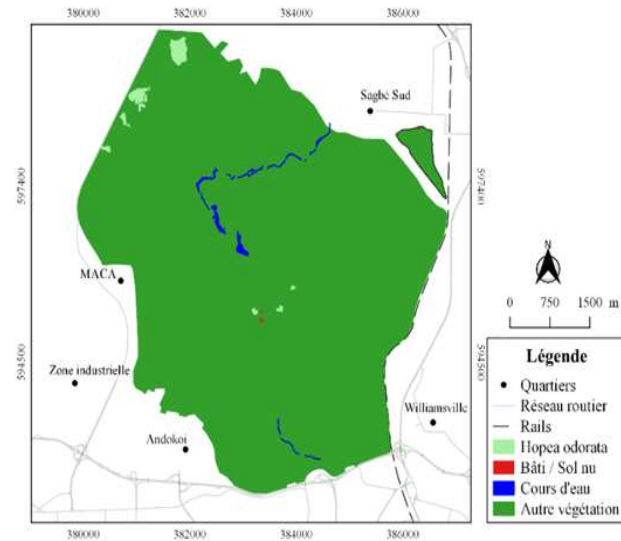 380000 382000 384000 386000
Sagbé Sud
597400 597400
MACA
N
0 750 1500 m
594500 594500
Zone industrielle
Williamsville
Andokoi
Légende
Quartiers
Réseau routier
Rails
Hopea odorata
Bâti / Sol nu
Cours d'eau
Autre végétation
380000 382000 384000 386000